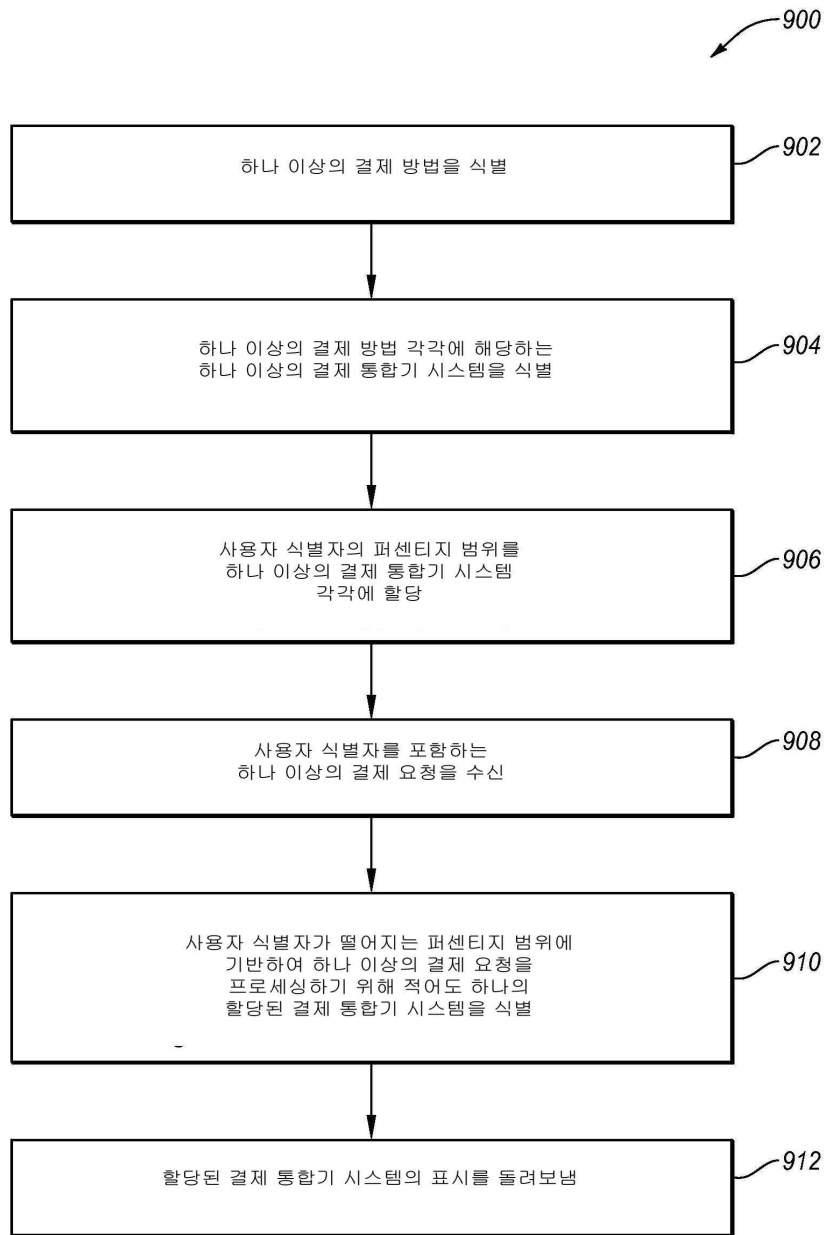 900
하나 이상의 결제 방법을 식별
902
하나 이상의 결제 방법 각각에 해당하는
하나 이상의 결제 통합기 시스템을 식별
904
사용자 식별자의 퍼센티지 범위를
하나 이상의 결제 통합기 시스템
각각에 할당
906
사용자 식별자를 포함하는
하나 이상의 결제 요청을 수신
908
사용자 식별자가 떨어지는 퍼센티지 범위에
기반하여 하나 이상의 결제 요청을
프로세싱하기 위해 적어도 하나의
할당된 결제 통합기 시스템을 식별
910
할당된 결제 통합기 시스템의 표시를 돌려보냄
912